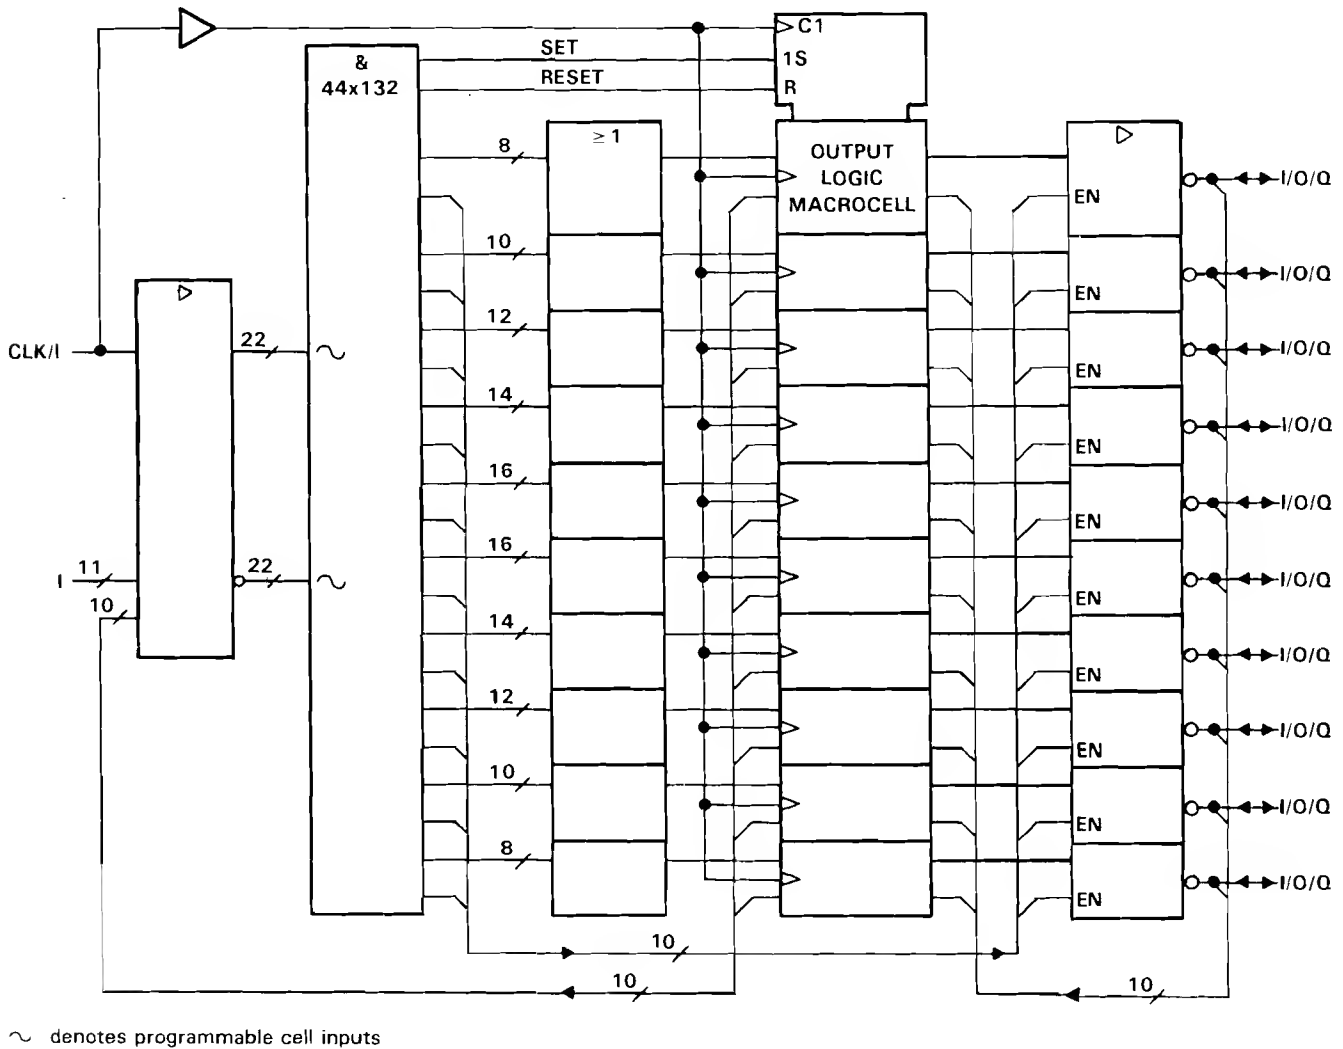 C1
SET
1S
RESET
R
&
44x132
≥ 1
▷
8
OUTPUT
LOGIC
MACROCELL
I/O/Q
EN
10
I/O/Q
EN
▷
12
I/O/Q
CLK/I
22
~
EN
14
I/O/Q
EN
16
I/O/Q
EN
16
I/O/Q
I
11
22
~
EN
10
14
I/O/Q
EN
12
I/O/Q
EN
10
I/O/Q
EN
8
I/O/Q
EN
10
10
10
~ denotes programmable cell inputs